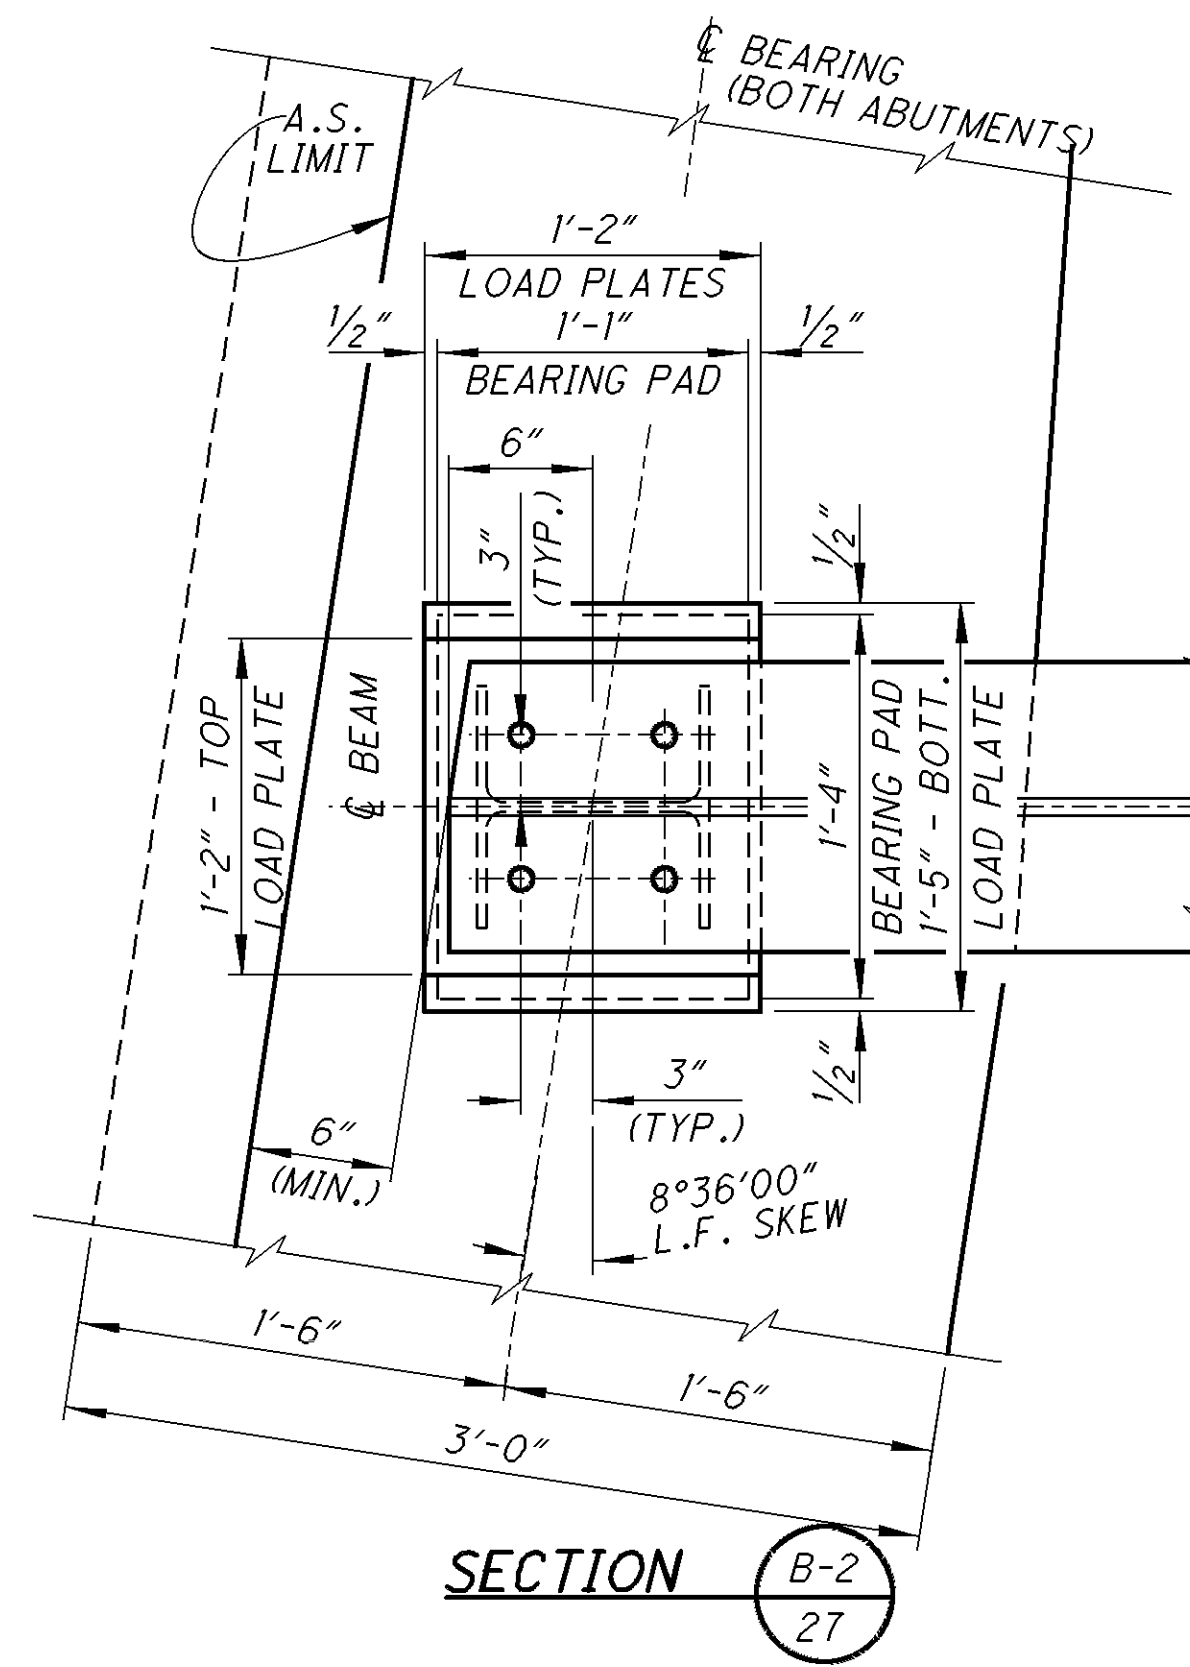 ℄ BEARING
(BOTH ABUTMENTS)
A.S.
LIMIT
1'-2"
LOAD PLATES
1/2"
1'-1"
1/2"
BEARING PAD
6"
3"
(TYP.)
1/2"
1'-2" - TOP
LOAD PLATE
℄ BEAM
1'-4"
BEARING PAD
1'-5" - BOTT.
LOAD PLATE
1/2"
3"
(TYP.)
6"
(MIN.)
8°36'00"
L.F. SKEW
1'-6"
1'-6"
3'-0"
SECTION
B-2
27